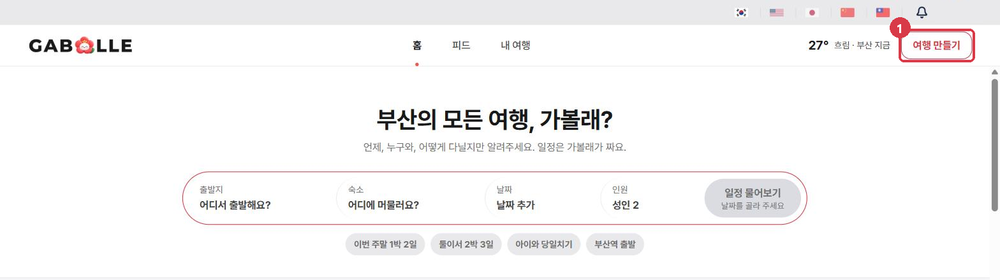 GAB LLE
홈
피드
내 여행
27° 흐림 · 부산 지금
1
여행 만들기
부산의 모든 여행, 가볼래?
언제, 누구와, 어떻게 다닐지만 알려주세요. 일정은 가볼래가 짜요.
출발지
어디서 출발해요?
숙소
어디에 머물러요?
날짜
날짜 추가
인원
성인 2
일정 물어보기
날짜를 골라 주세요
이번 주말 1박 2일
둘이서 2박 3일
아이와 당일치기
부산역 출발